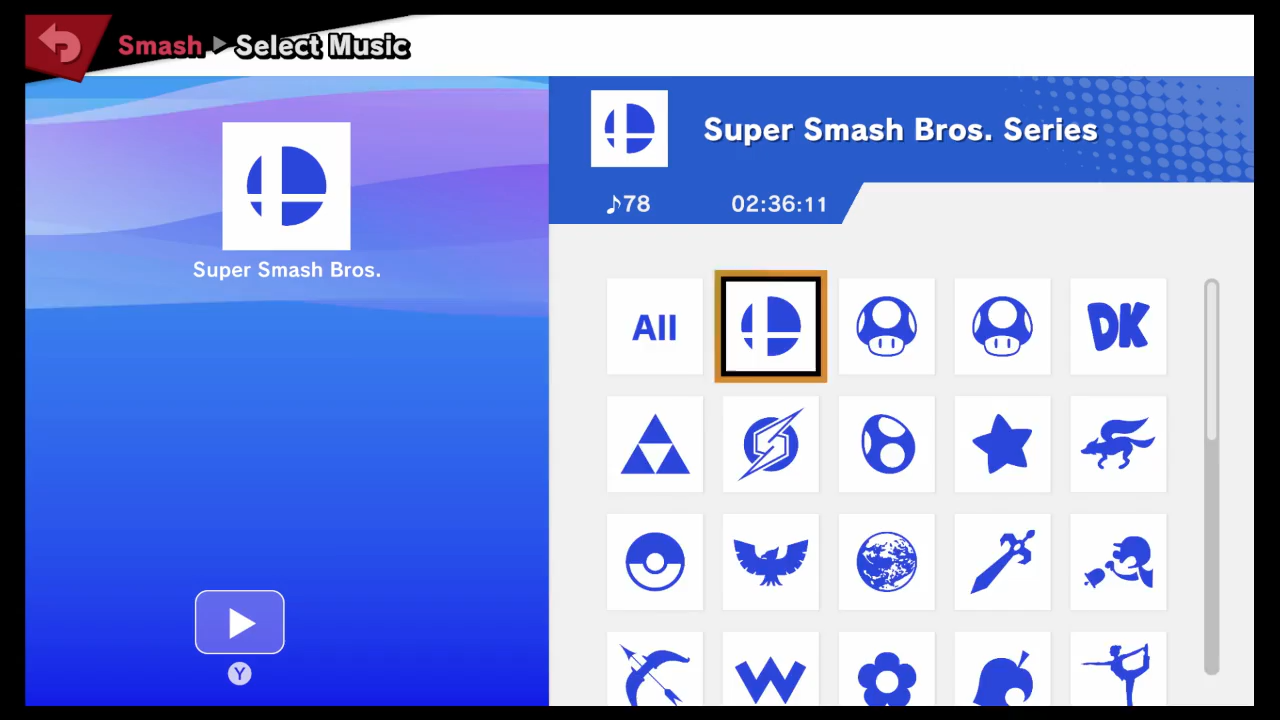 Smash ▶ Select Music
Super Smash Bros.
Y
Super Smash Bros. Series
♪78 02:36:11
All
DK
W